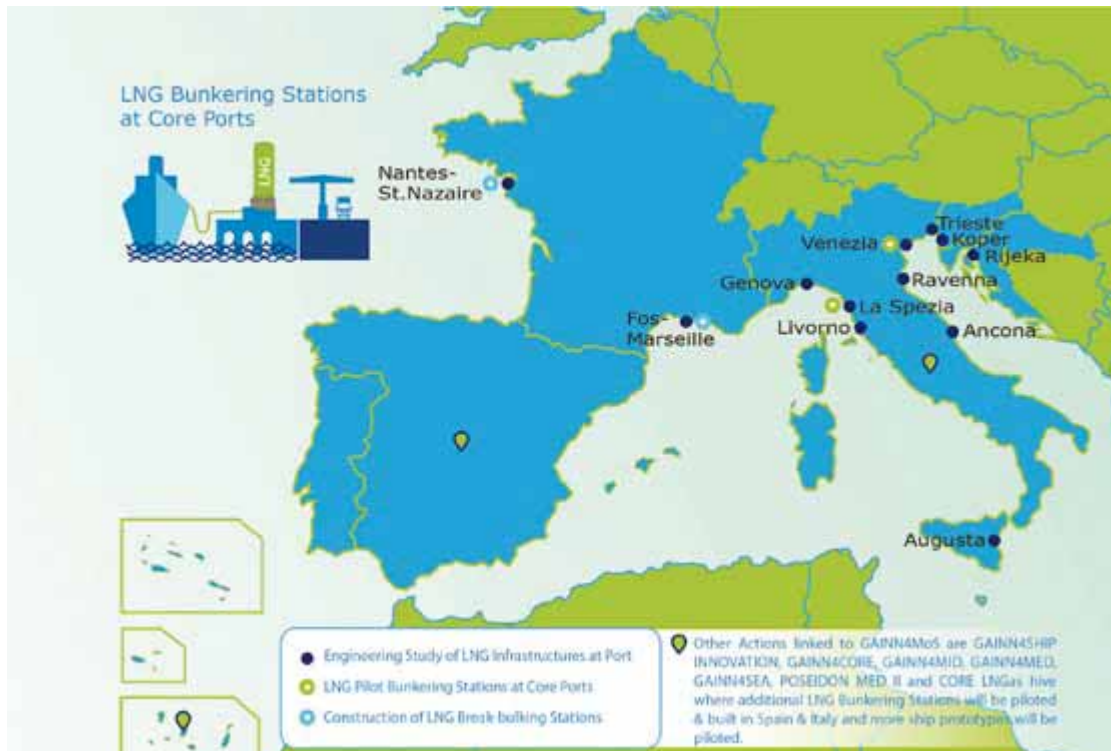 LNG Bunkering Stations
at Core Ports
LNG
Nantes-
St.Nazaire
Trieste
Venezia
Koper
Rijeka
Genova
Ravenna
La Spezia
Fos-
Marseille
Livorno
Ancona
Augusta
Engineering Study of LNG Infrastructures at Port
LNG Pilot Bunkering Stations at Core Ports
Construction of LNG Break bulking Stations
Other Actions linked to GAINN4MoS are GAINN4SHIP
INNOVATION, GAINN4CORE, GAINN4MID, GAINN4MED,
GAINN4SEA, POSEIDON MED II and CORE LNGas hive
where additional LNG Bunkering Stations will be piloted
& built in Spain & Italy and more ship prototypes will be
piloted.